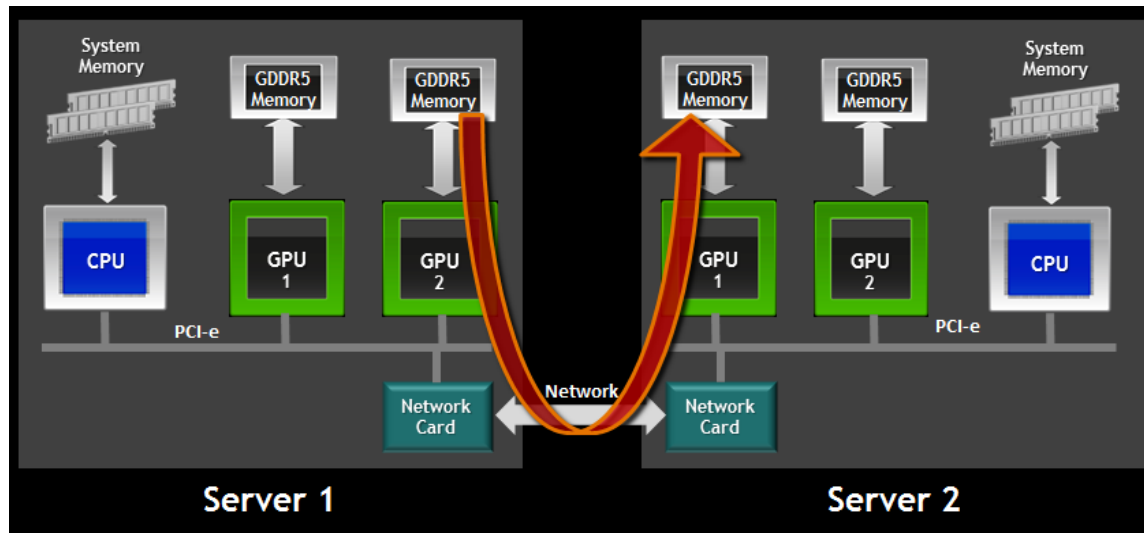 System
Memory
GDDR5
Memory
GDDR5
Memory
CPU
GPU
1
GPU
2
PCI-e
Network
Card
Server 1
Network
GDDR5
Memory
GDDR5
Memory
System
Memory
GPU
1
GPU
2
CPU
PCI-e
Network
Card
Server 2